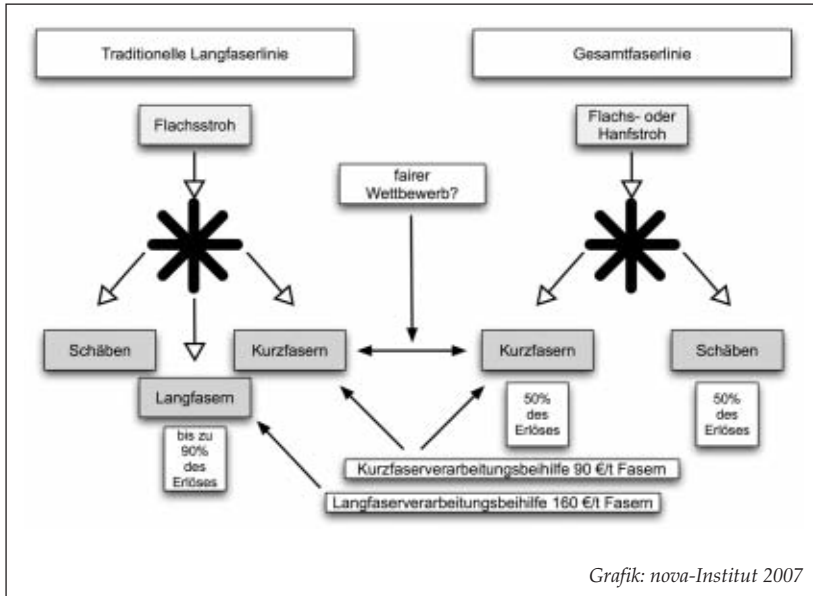 Traditionelle Langfaserlinie
Gesamtfaserlinie
Flachsstroh
Flachs- oder
Hanfstroh
fairer
Wettbewerb?
Schäben
Kurzfasern
Kurzfasern
Schäben
Langfasern
bis zu
90%
des
Erlöses
50%
des
Erlöses
50%
des
Erlöses
Kurzfaserverarbeitungsbeihilfe 90 €/t Fasern
Langfaserverarbeitungsbeihilfe 160 €/t Fasern
Grafik: nova-Institut 2007